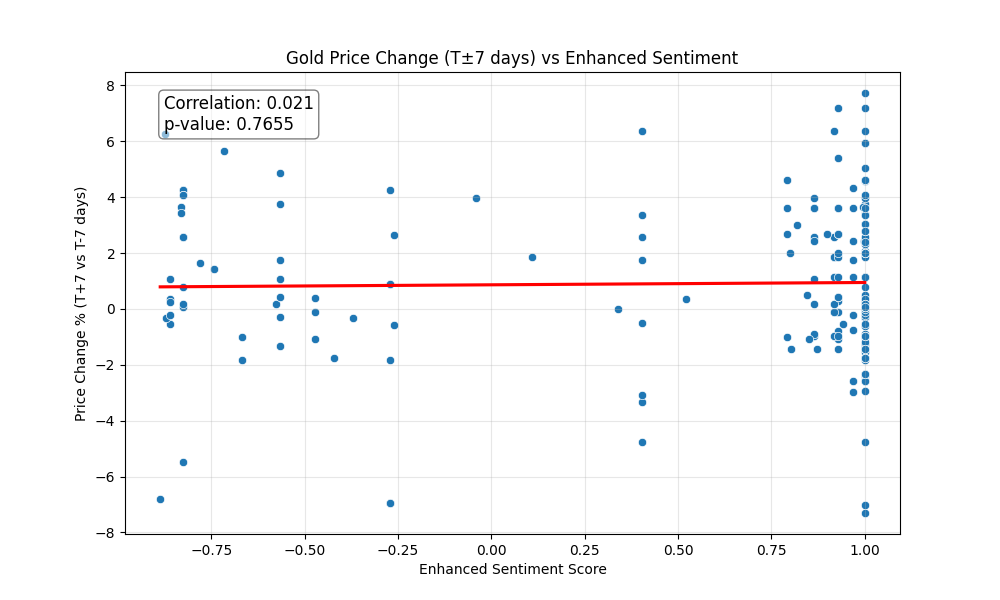 Gold Price Change (T±7 days) vs Enhanced Sentiment
Correlation: 0.021
p-value: 0.7655
Price Change % (T+7 vs T-7 days)
8
6
4
2
0
−2
−4
−6
−8
−0.75 −0.50 −0.25 0.00 0.25 0.50 0.75 1.00
Enhanced Sentiment Score